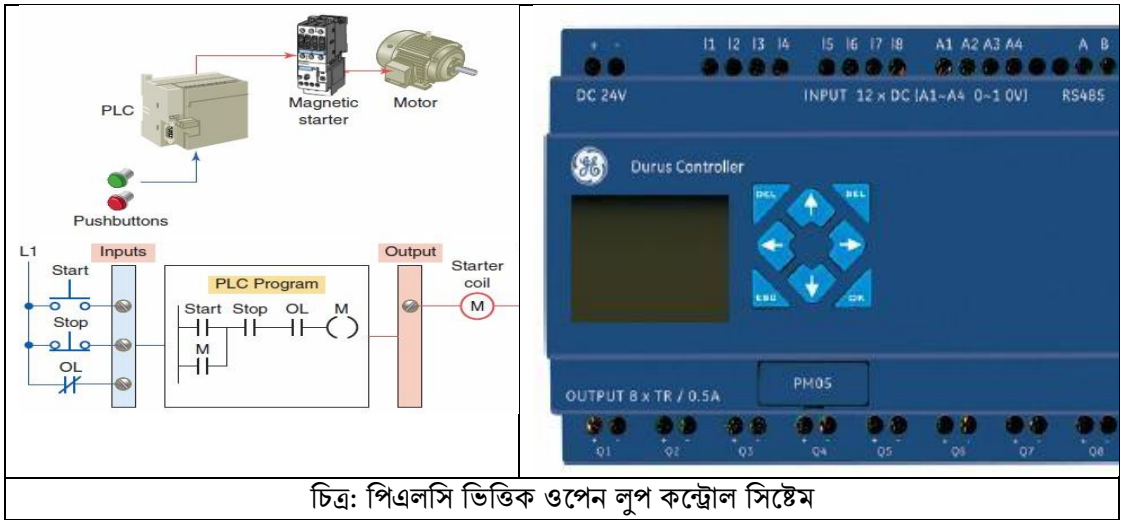 PLC
Magnetic
starter
Motor
Pushbuttons
L1
Inputs
Output
Start
Stop
OL
PLC Program
Start Stop OL M
M
Starter
coil
M
+ -
I1 I2 I3 I4 I5 I6 I7 I8 A1 A2 A3 A4 A B
DC 24V
INPUT 12 x DC (A1~A4 0~10V)
RS485
GE
Durus Controller
DEL
SEL
ESC
OK
PM05
OUTPUT 8 x TR / 0.5A
+ - + - + - + - + - + - + - + -
Q1 Q2 Q3 Q4 Q5 Q6 Q7 Q8
চিত্র: পিএলসি ভিত্তিক ওপেন লুপ কন্ট্রোল সিষ্টেম